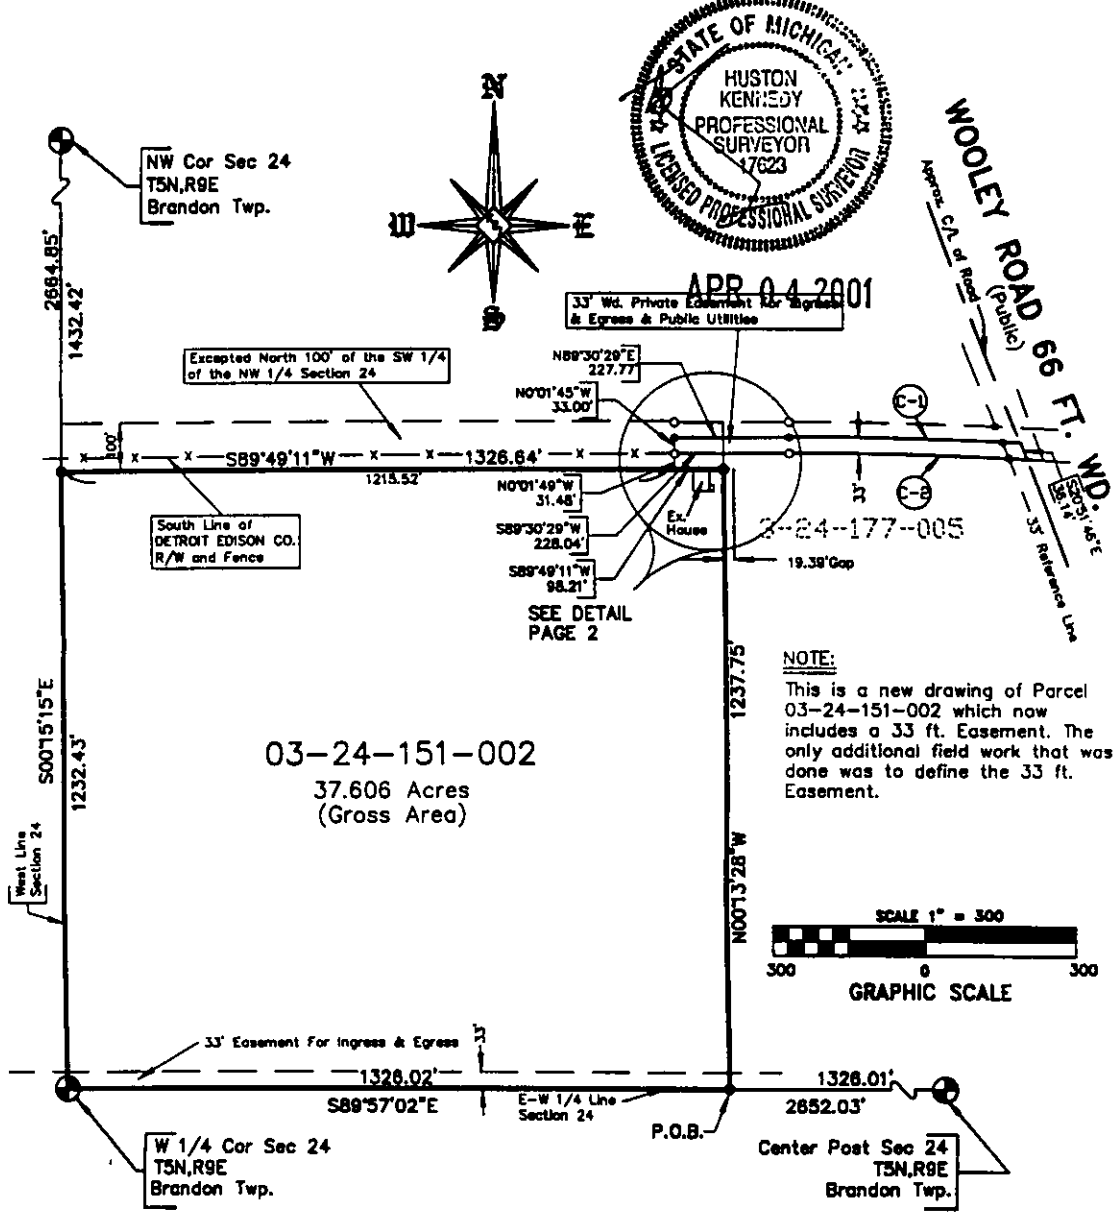 STATE OF MICHIGAN
HUSTON
KENNEDY
PROFESSIONAL
SURVEYOR
17623
LICENSED PROFESSIONAL SURVEYOR
N
W
E
S
NW Cor Sec 24
T5N,R9E
Brandon Twp.
2664.85'
1432.42'
APR 04 2001
33' Wd. Private Easement For Ingress
& Egress & Public Utilities
WOOLEY ROAD 66 FT. WD.
(Public)
Approx. C/L of Road
Excepted North 100' of the SW 1/4
of the NW 1/4 Section 24
N89°30'29"E
227.77'
N0°01'45"W
33.00'
C-1
100'
S89°49'11"W
1326.64'
1215.52'
N0°01'49"W
31.48'
33'
C-2
S20°51'46"E
36.14'
South Line of
DETROIT EDISON CO.
R/W and Fence
S89°30'29"W
228.04'
Ex.
House
3-24-177-005
S89°49'11"W
98.21'
19.39'Gap
33' Reference Line
SEE DETAIL
PAGE 2
NOTE:
This is a new drawing of Parcel
03-24-151-002 which now
includes a 33 ft. Easement. The
only additional field work that was
done was to define the 33 ft.
Easement.
1237.75'
N00°13'28"W
S00°15'15"E
1232.43'
03-24-151-002
37.606 Acres
(Gross Area)
West Line
Section 24
SCALE 1" = 300
300
0
300
GRAPHIC SCALE
33' Easement For Ingress & Egress
33'
1326.02'
S89°57'02"E
E-W 1/4 Line
Section 24
1326.01'
2652.03'
P.O.B.
W 1/4 Cor Sec 24
T5N,R9E
Brandon Twp.
Center Post Sec 24
T5N,R9E
Brandon Twp.